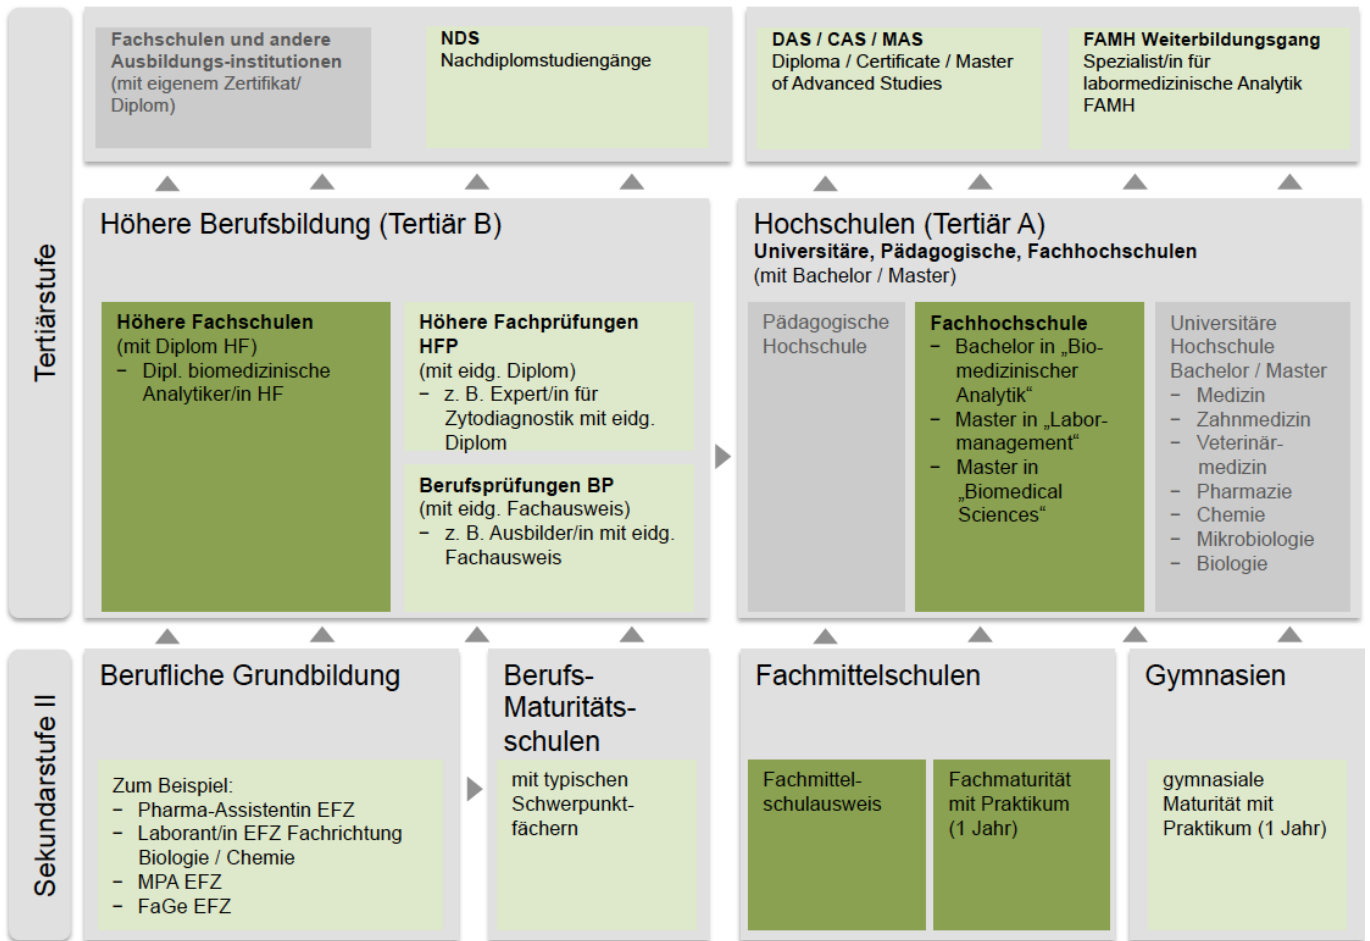 Tertiärstufe
Fachschulen und andere
Ausbildungs-institutionen
(mit eigenem Zertifikat/
Diplom)
NDS
Nachdiplomstudiengänge
DAS / CAS / MAS
Diploma / Certificate / Master
of Advanced Studies
FAMH Weiterbildungsgang
Spezialist/in für
labormedizinische Analytik
FAMH
Höhere Berufsbildung (Tertiär B)
Höhere Fachschulen
(mit Diplom HF)
− Dipl. biomedizinische
Analytiker/in HF
Höhere Fachprüfungen
HFP
(mit eidg. Diplom)
− z. B. Expert/in für
Zytodiagnostik mit eidg.
Diplom
Berufsprüfungen BP
(mit eidg. Fachausweis)
− z. B. Ausbilder/in mit eidg.
Fachausweis
Hochschulen (Tertiär A)
Universitäre, Pädagogische, Fachhochschulen
(mit Bachelor / Master)
Pädagogische
Hochschule
Fachhochschule
− Bachelor in „Bio-
medizinischer
Analytik“
− Master in „Labor-
management“
− Master in
„Biomedical
Sciences“
Universitäre
Hochschule
Bachelor / Master
− Medizin
− Zahnmedizin
− Veterinär-
medizin
− Pharmazie
− Chemie
− Mikrobiologie
− Biologie
Sekundarstufe II
Berufliche Grundbildung
Zum Beispiel:
− Pharma-Assistentin EFZ
− Laborant/in EFZ Fachrichtung
Biologie / Chemie
− MPA EFZ
− FaGe EFZ
Berufs-
Maturitäts-
schulen
mit typischen
Schwerpunkt-
fächern
Fachmittelschulen
Fachmittel-
schulausweis
Fachmaturität
mit Praktikum
(1 Jahr)
Gymnasien
gymnasiale
Maturität mit
Praktikum (1 Jahr)